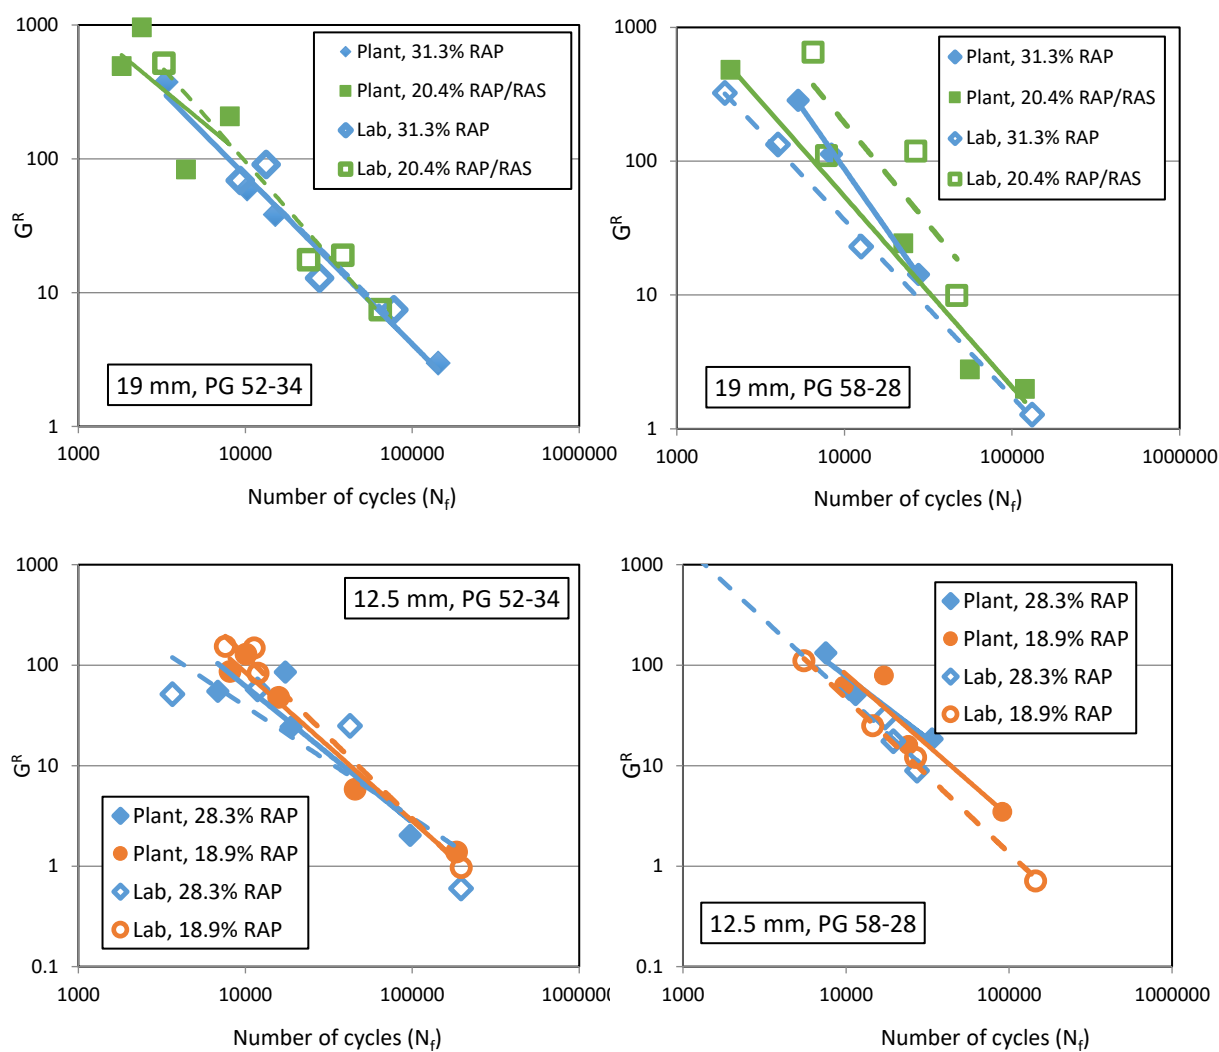 1000
100
10
1
G^R
Plant, 31.3% RAP
Plant, 20.4% RAP/RAS
Lab, 31.3% RAP
Lab, 20.4% RAP/RAS
19 mm, PG 52-34
1000 10000 100000 1000000
Number of cycles (N_f)
1000
100
10
1
G^R
Plant, 31.3% RAP
Plant, 20.4% RAP/RAS
Lab, 31.3% RAP
Lab, 20.4% RAP/RAS
19 mm, PG 58-28
1000 10000 100000 1000000
Number of cycles (N_f)
1000
100
10
1
0.1
G^R
12.5 mm, PG 52-34
Plant, 28.3% RAP
Plant, 18.9% RAP
Lab, 28.3% RAP
Lab, 18.9% RAP
1000 10000 100000 1000000
Number of cycles (N_f)
1000
100
10
1
0.1
G^R
Plant, 28.3% RAP
Plant, 18.9% RAP
Lab, 28.3% RAP
Lab, 18.9% RAP
12.5 mm, PG 58-28
1000 10000 100000 1000000
Number of cycles (N_f)